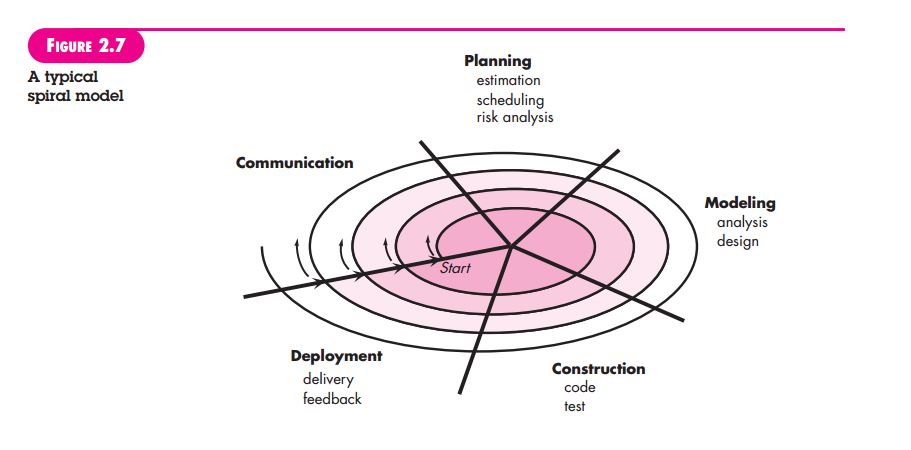 FIGURE 2.7
A typical
spiral model
Planning
estimation
scheduling
risk analysis
Communication
Modeling
analysis
design
Start
Deployment
delivery
feedback
Construction
code
test